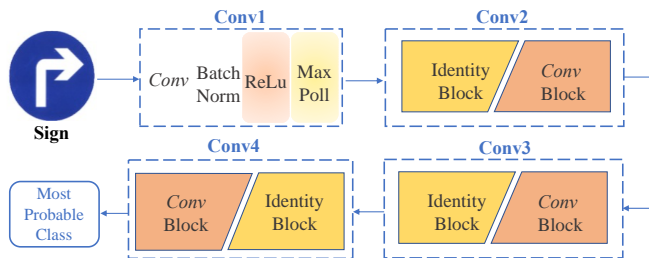 Conv1
Conv2
Conv Batch Norm ReLu Max Poll
Identity Block
Conv Block
Sign
Conv4
Conv3
Most Probable Class
Conv Block
Identity Block
Identity Block
Conv Block